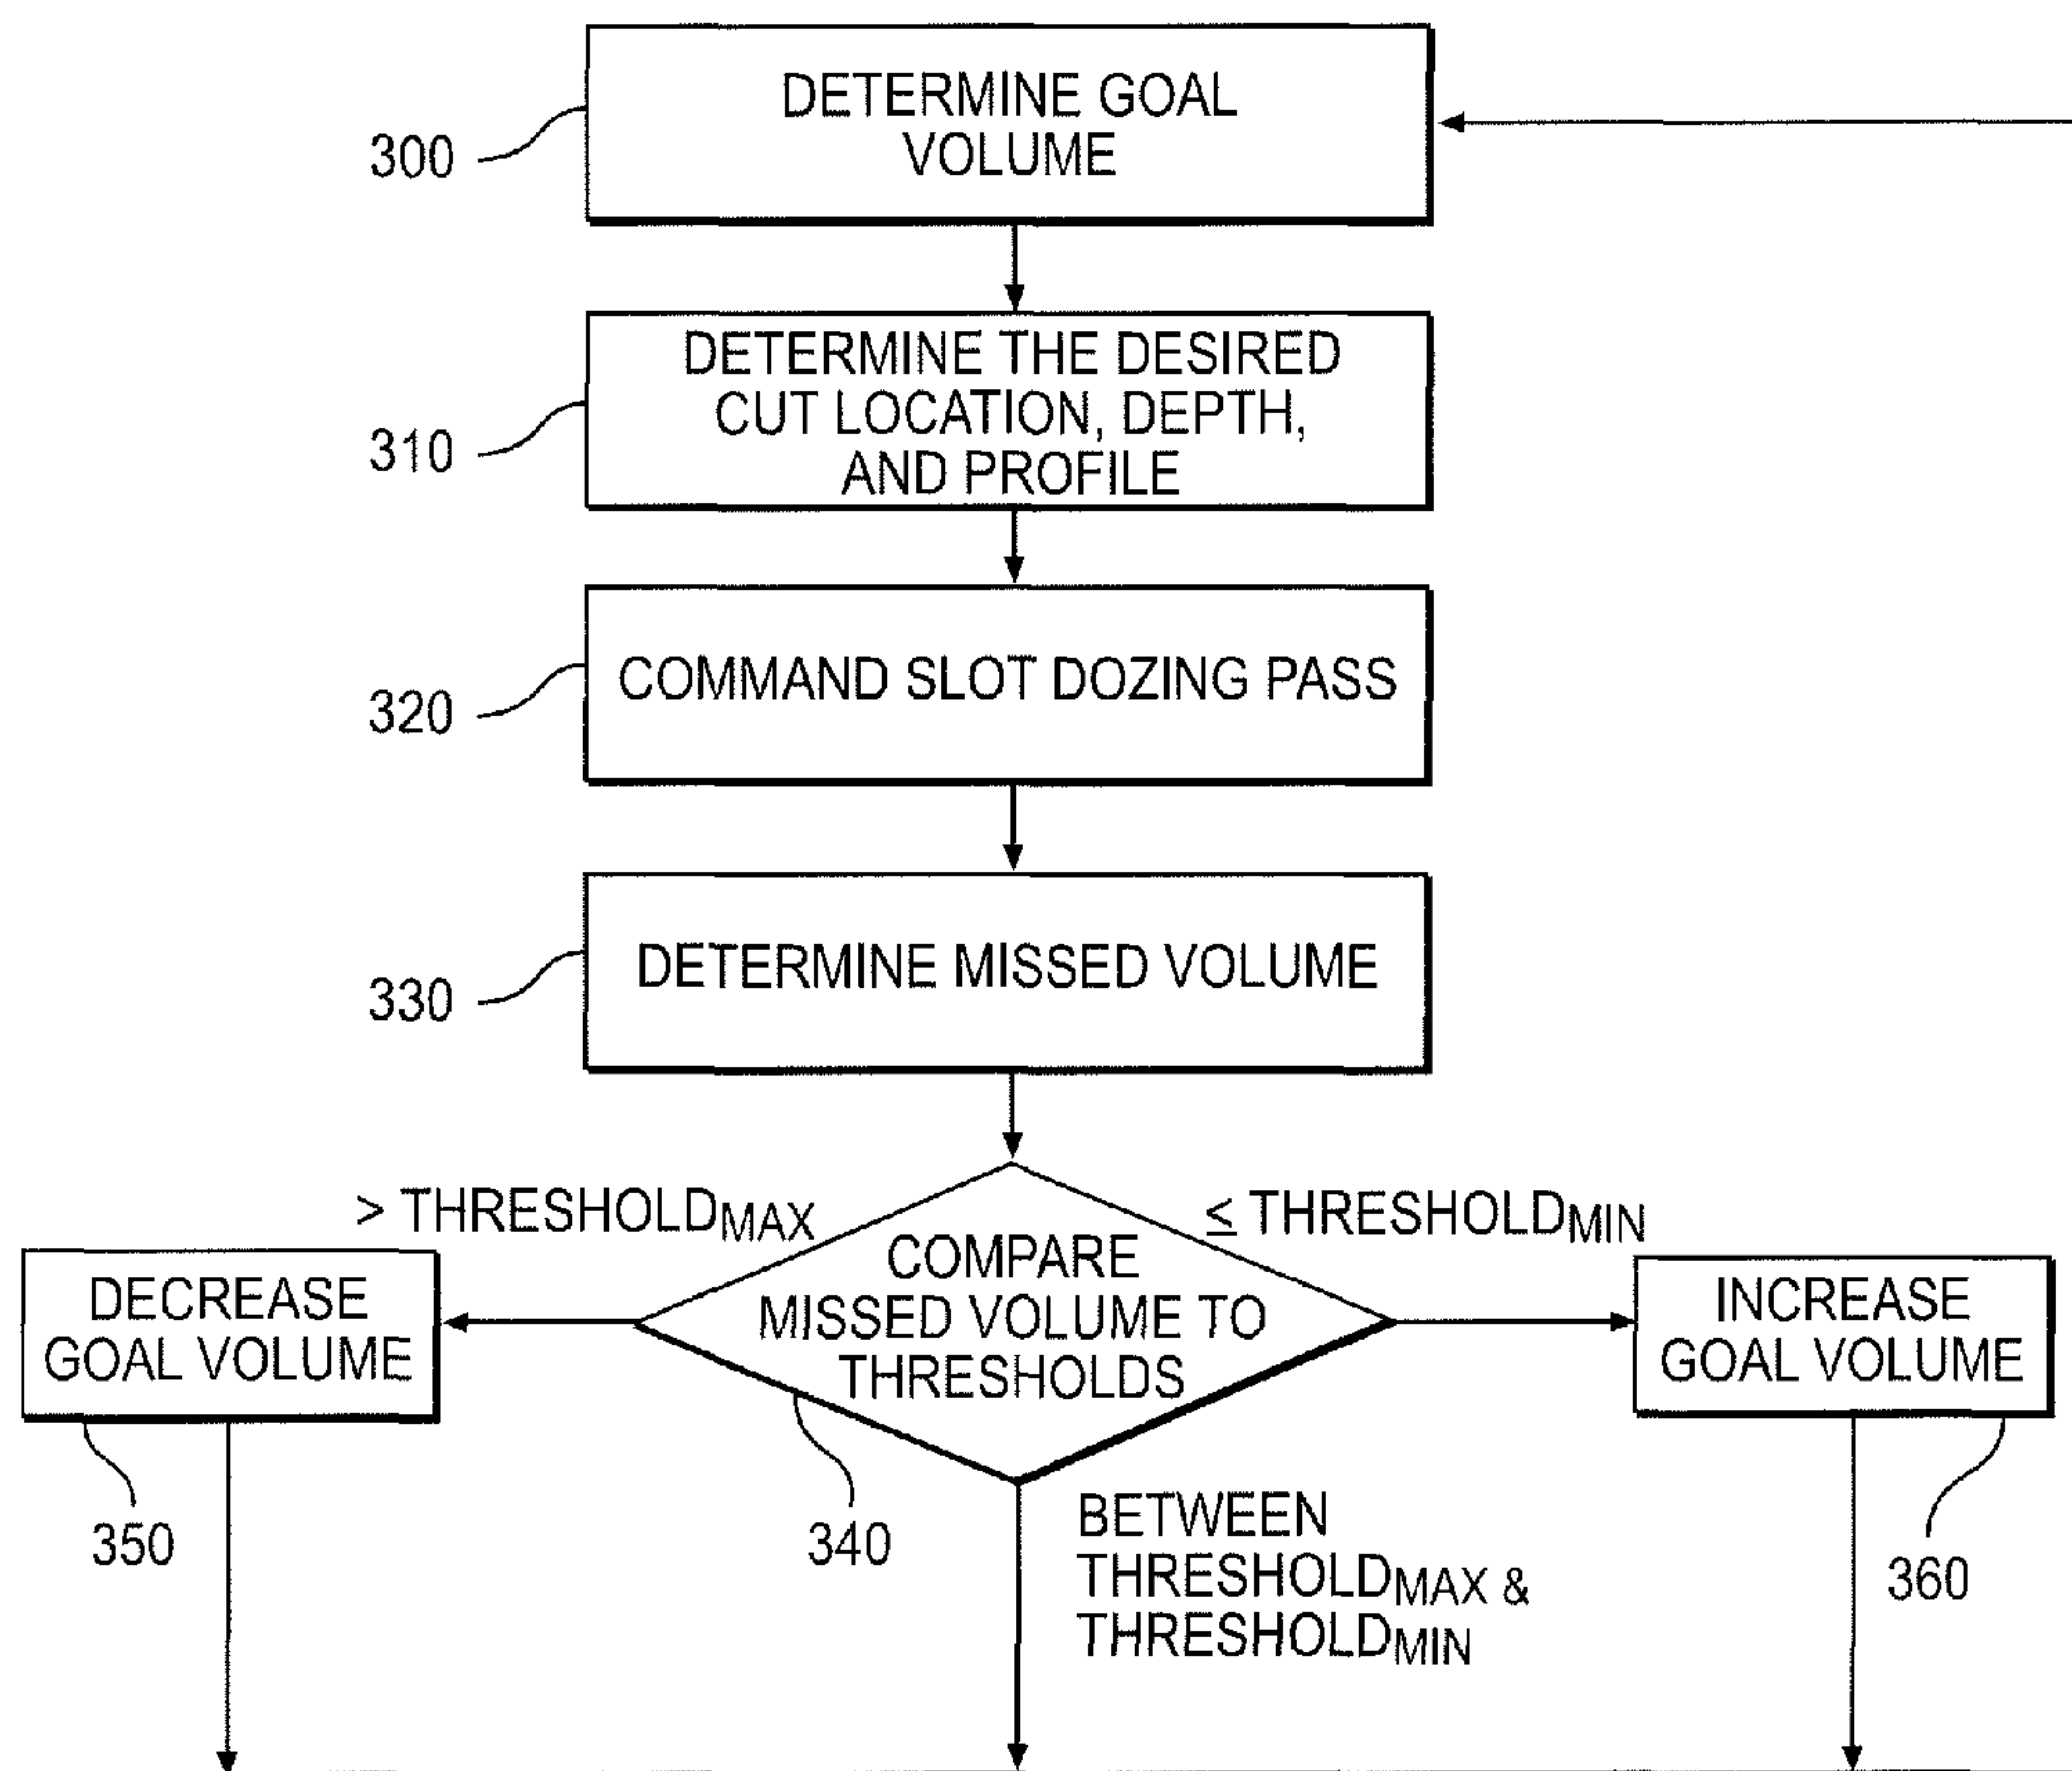 DETERMINE GOAL
VOLUME
300
DETERMINE THE DESIRED
CUT LOCATION, DEPTH,
AND PROFILE
310
COMMAND SLOT DOZING PASS
320
DETERMINE MISSED VOLUME
330
> THRESHOLDMAX
≤ THRESHOLDMIN
COMPARE
MISSED VOLUME TO
THRESHOLDS
DECREASE
GOAL VOLUME
INCREASE
GOAL VOLUME
350
340
BETWEEN
THRESHOLDMAX &
THRESHOLDMIN
360